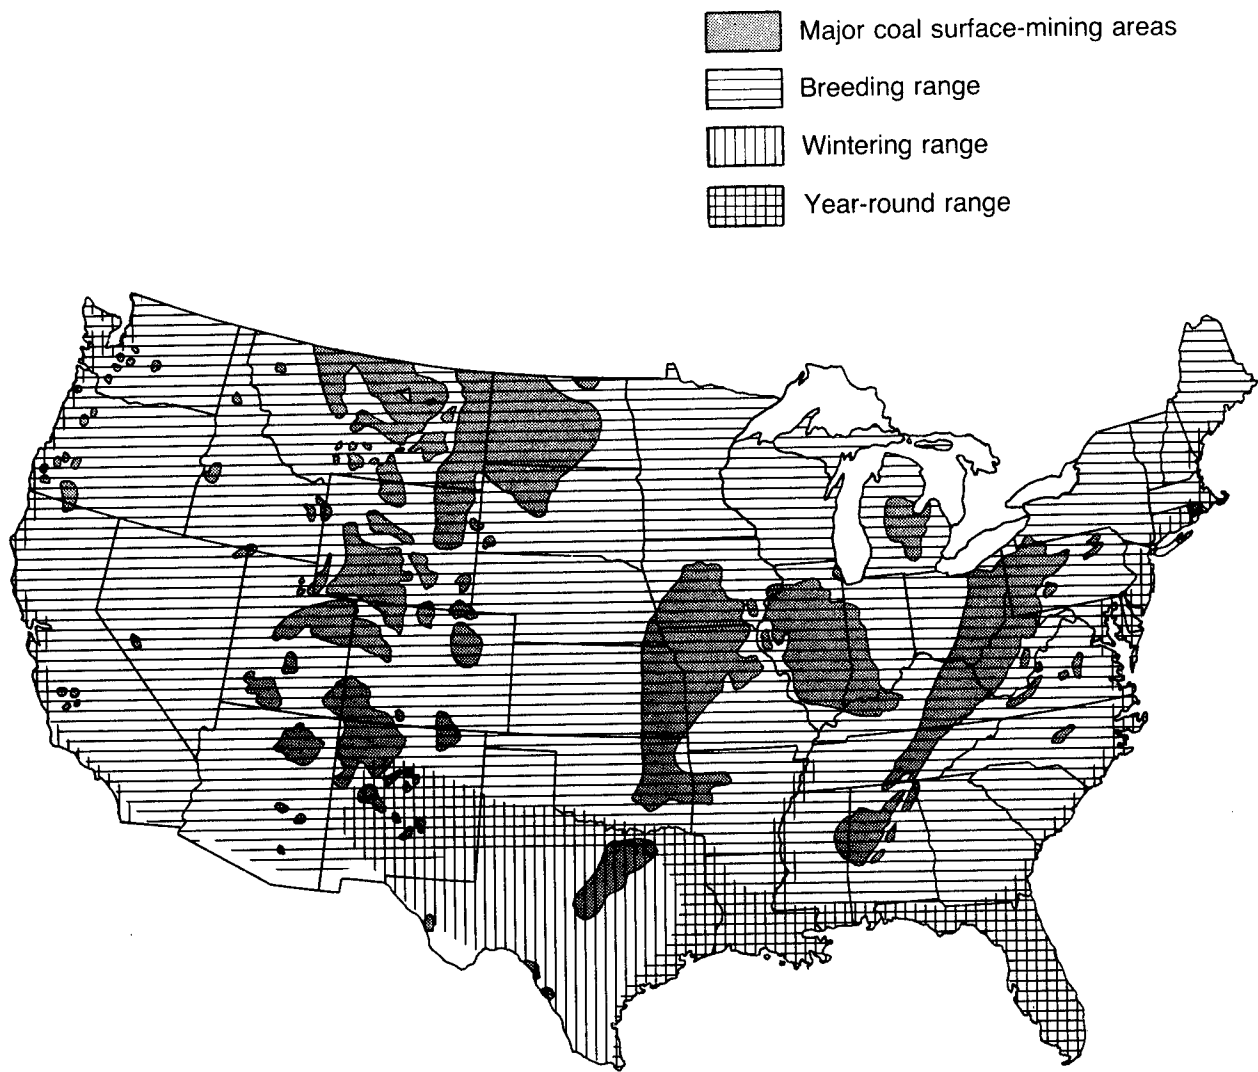 Major coal surface-mining areas
Breeding range
Wintering range
Year-round range